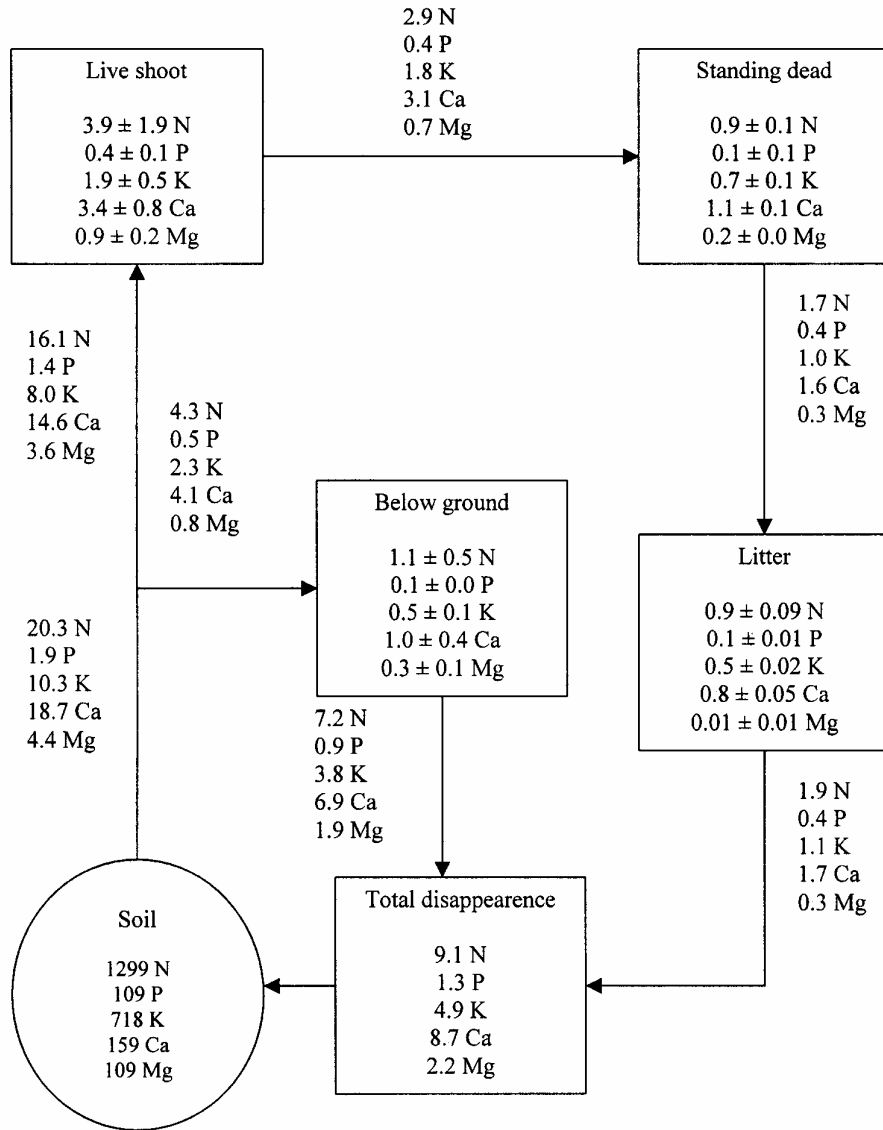 2.9 N
0.4 P
1.8 K
3.1 Ca
0.7 Mg
Live shoot
3.9 ± 1.9 N
0.4 ± 0.1 P
1.9 ± 0.5 K
3.4 ± 0.8 Ca
0.9 ± 0.2 Mg
Standing dead
0.9 ± 0.1 N
0.1 ± 0.1 P
0.7 ± 0.1 K
1.1 ± 0.1 Ca
0.2 ± 0.0 Mg
1.7 N
0.4 P
1.0 K
1.6 Ca
0.3 Mg
16.1 N
1.4 P
8.0 K
14.6 Ca
3.6 Mg
4.3 N
0.5 P
2.3 K
4.1 Ca
0.8 Mg
Below ground
1.1 ± 0.5 N
0.1 ± 0.0 P
0.5 ± 0.1 K
1.0 ± 0.4 Ca
0.3 ± 0.1 Mg
Litter
0.9 ± 0.09 N
0.1 ± 0.01 P
0.5 ± 0.02 K
0.8 ± 0.05 Ca
0.01 ± 0.01 Mg
20.3 N
1.9 P
10.3 K
18.7 Ca
4.4 Mg
7.2 N
0.9 P
3.8 K
6.9 Ca
1.9 Mg
1.9 N
0.4 P
1.1 K
1.7 Ca
0.3 Mg
Soil
1299 N
109 P
718 K
159 Ca
109 Mg
Total disappearence
9.1 N
1.3 P
4.9 K
8.7 Ca
2.2 Mg